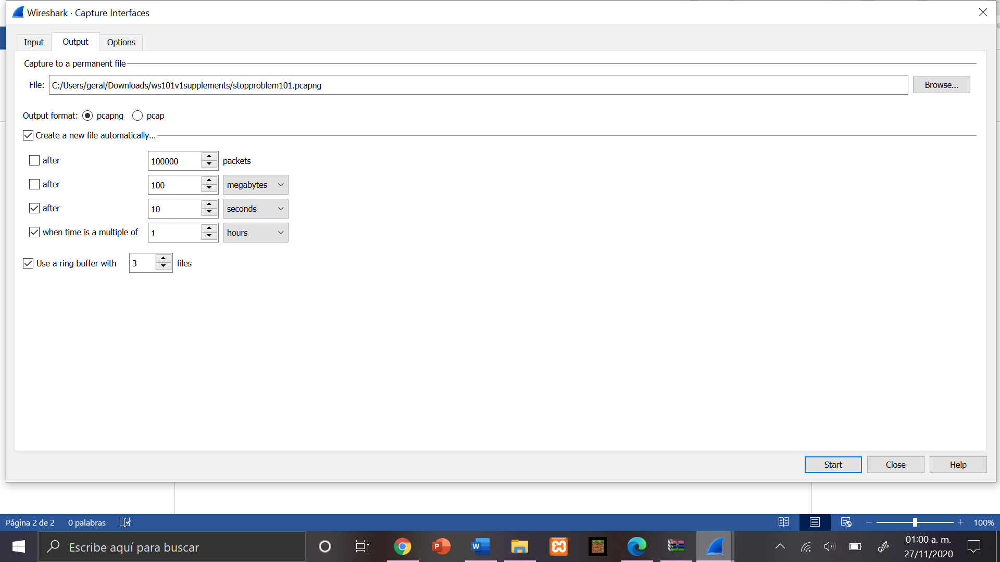 Wireshark · Capture Interfaces
Input Output Options
Capture to a permanent file
File: C:/Users/geral/Downloads/ws101v1supplements/stopproblem101.pcapng Browse...
Output format: pcapng pcap
Create a new file automatically...
after 100000 packets
after 100 megabytes
after 10 seconds
when time is a multiple of 1 hours
Use a ring buffer with 3 files
Start Close Help
Página 2 de 2 0 palabras 100%
Escribe aquí para buscar
01:00 a. m.
27/11/2020